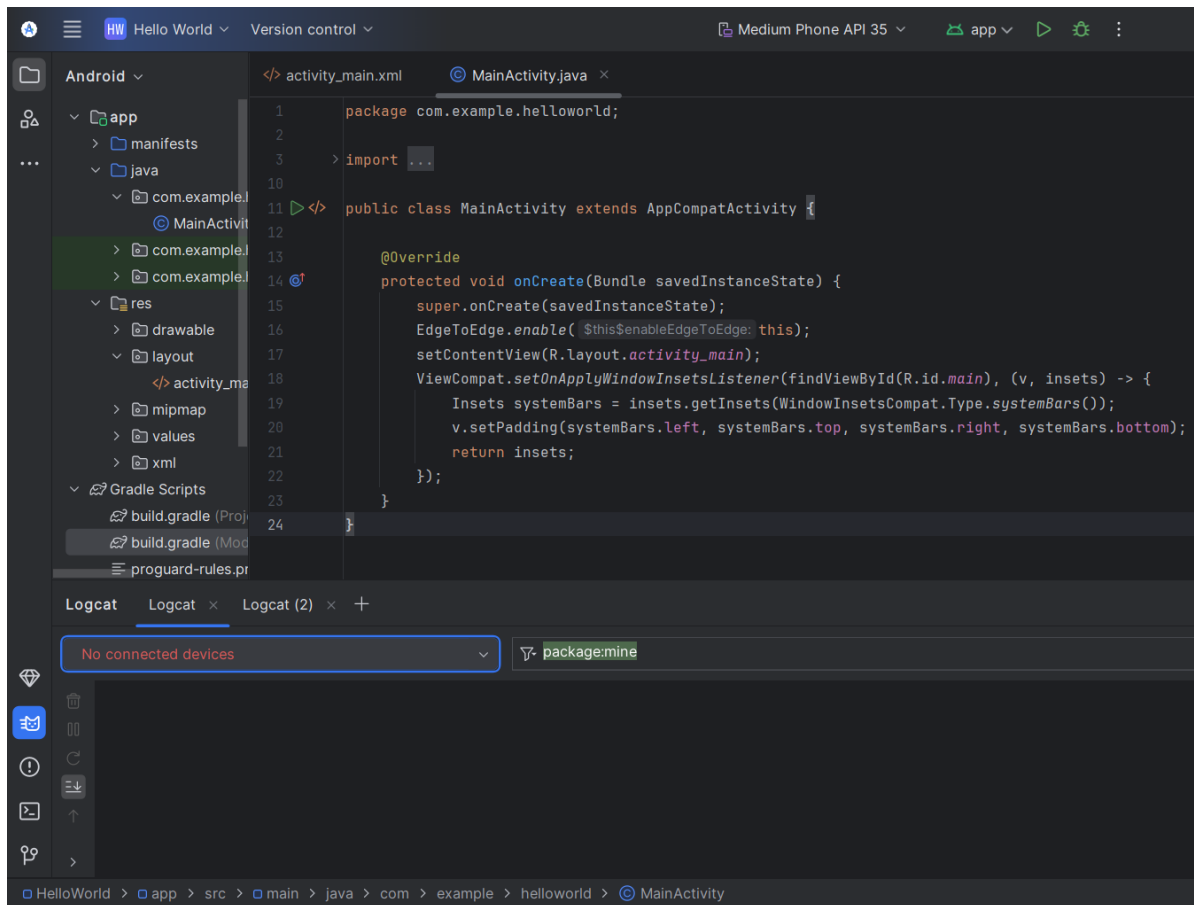 HW Hello World Version control Medium Phone API 35 app
Android
activity_main.xml MainActivity.java
app
manifests
java
com.example.
MainActivit
com.example.
com.example.
res
drawable
layout
activity_ma
mipmap
values
xml
Gradle Scripts
build.gradle (Proj
build.gradle (Mod
proguard-rules.pr
1 package com.example.helloworld;
2
3 import ...
10
11 public class MainActivity extends AppCompatActivity {
12
13 @Override
14 protected void onCreate(Bundle savedInstanceState) {
15 super.onCreate(savedInstanceState);
16 EdgeToEdge.enable( $this$enableEdgeToEdge: this);
17 setContentView(R.layout.activity_main);
18 ViewCompat.setOnApplyWindowInsetsListener(findViewById(R.id.main), (v, insets) -> {
19 Insets systemBars = insets.getInsets(WindowInsetsCompat.Type.systemBars());
20 v.setPadding(systemBars.left, systemBars.top, systemBars.right, systemBars.bottom);
21 return insets;
22 });
23 }
24 }
Logcat Logcat Logcat (2)
No connected devices package:mine
HelloWorld > app > src > main > java > com > example > helloworld > MainActivity